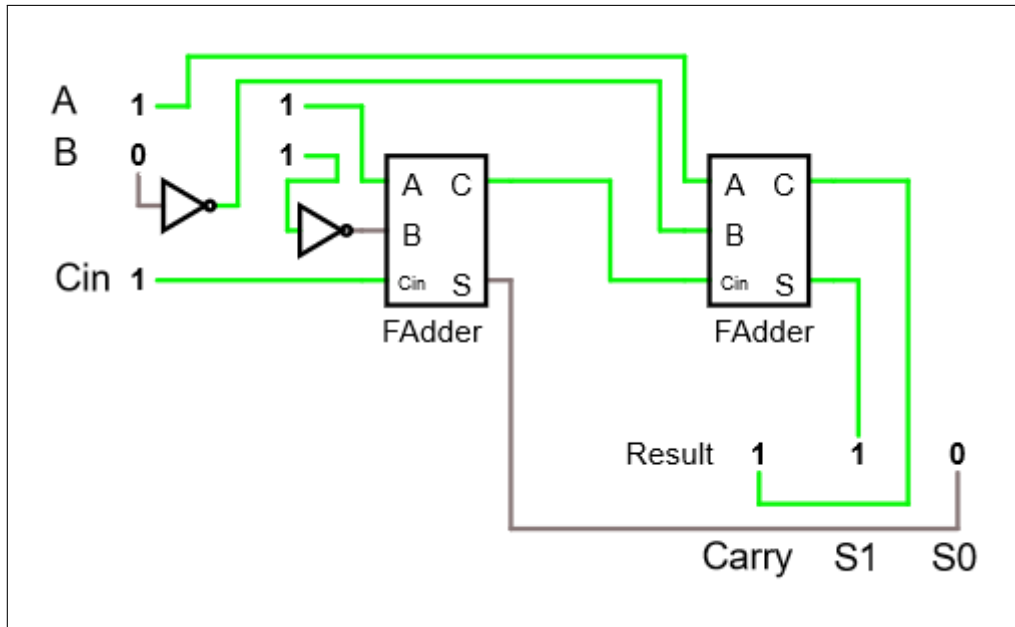 A 1 1
B 0 1
A C A C
B B
Cin 1 Cin S Cin S
FAdder FAdder
Result 1 1 0
Carry S1 S0